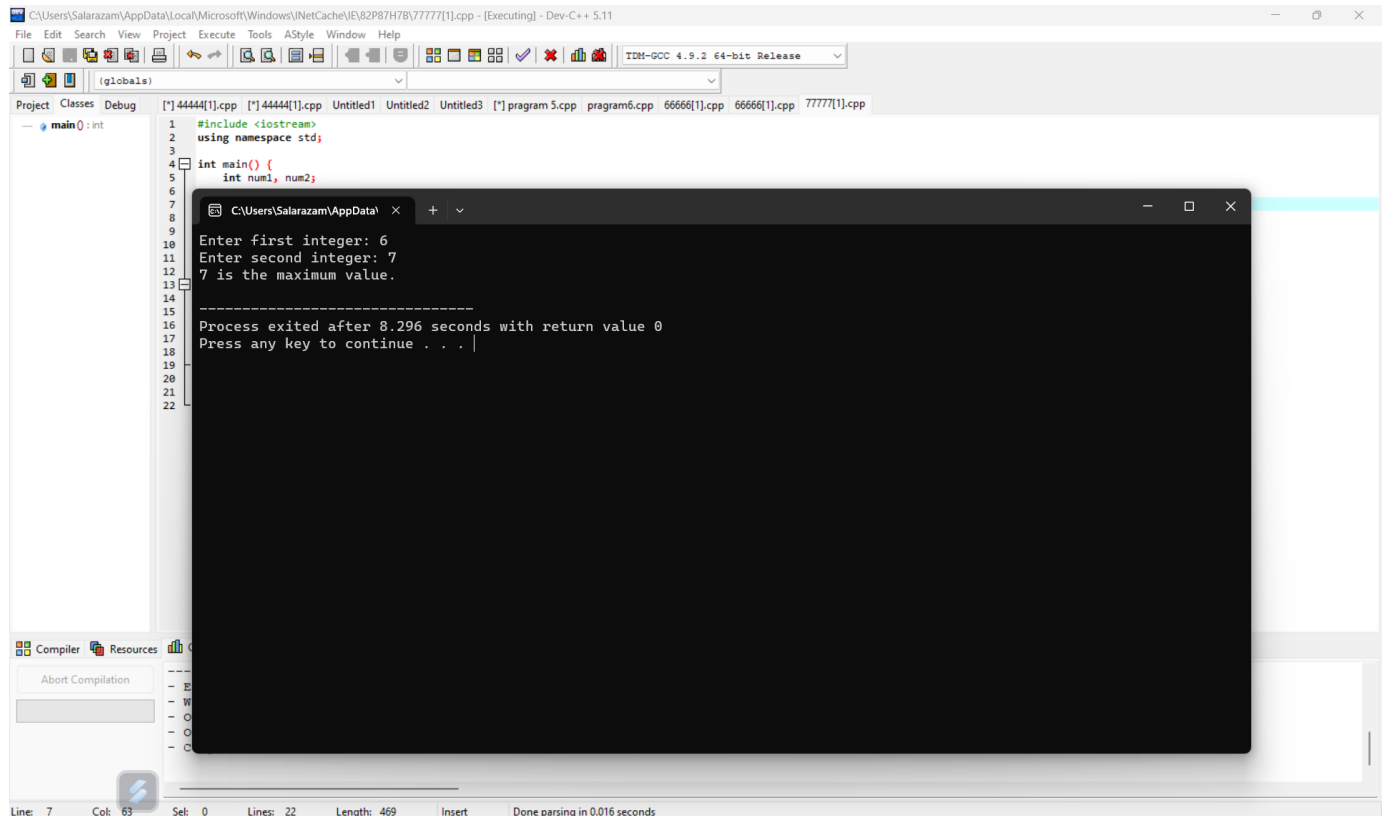 C:\Users\Salarazam\AppData\Local\Microsoft\Windows\INetCache\IE\82P87H7B\77777[1].cpp - [Executing] - Dev-C++ 5.11
File Edit Search View Project Execute Tools AStyle Window Help
TDM-GCC 4.9.2 64-bit Release
(globals)
Project Classes Debug
[*] 44444[1].cpp [*] 44444[1].cpp Untitled1 Untitled2 Untitled3 [*] pragram 5.cpp pragram6.cpp 66666[1].cpp 66666[1].cpp 77777[1].cpp
main () : int
1 #include <iostream>
2 using namespace std;
3
4 int main() {
5 int num1, num2;
6
7
8
9
10
11
12
13
14
15
16
17
18
19
20
21
22
C:\Users\Salarazam\AppData\
Enter first integer: 6
Enter second integer: 7
7 is the maximum value.
--------------------------------
Process exited after 8.296 seconds with return value 0
Press any key to continue . . .
Compiler Resources
Abort Compilation
Line: 7 Col: 63 Sel: 0 Lines: 22 Length: 469 Insert Done parsing in 0.016 seconds